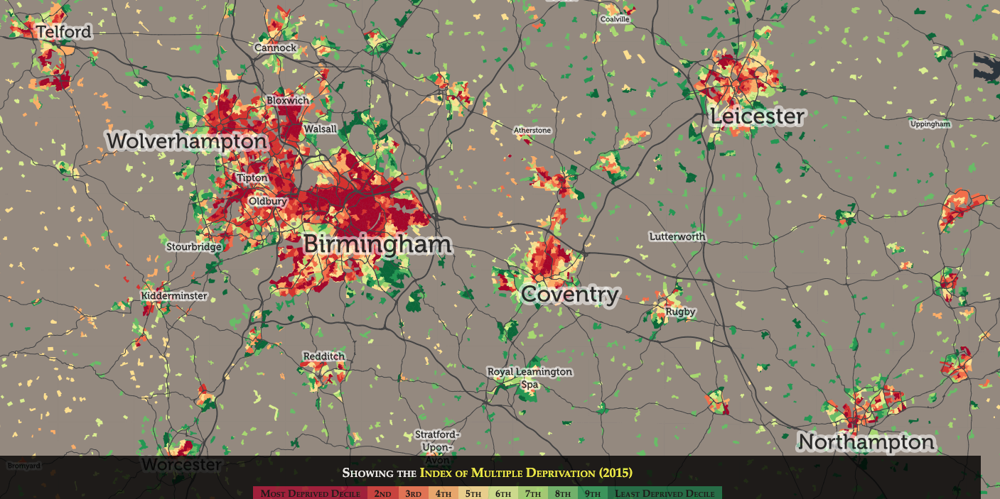 Coalville
Telford
Cannock
Bloxwich
Leicester
Uppingham
Walsall
Atherstone
Wolverhampton
Tipton
Oldbury
Lutterworth
Stourbridge
Birmingham
Kidderminster
Coventry
Rugby
Redditch
Royal Leamington
Spa
Stratford-
Upon-
Avon
Northampton
Bromyard
Worcester
Showing the Index of Multiple Deprivation (2015)
Most Deprived Decile 2nd 3rd 4th 5th 6th 7th 8th 9th Least Deprived Decile